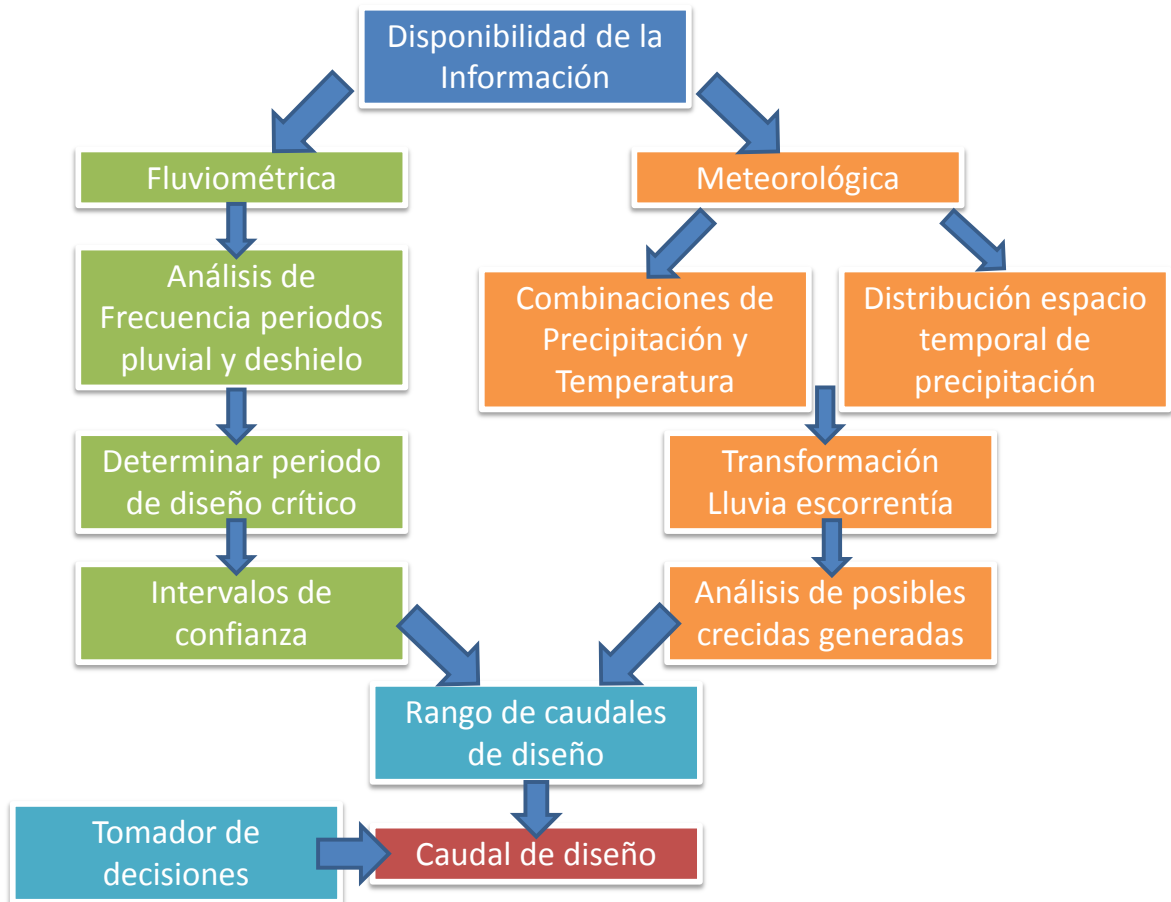 Disponibilidad de la
Información
Fluviométrica
Meteorológica
Análisis de
Frecuencia periodos
pluvial y deshielo
Combinaciones de
Precipitación y
Temperatura
Distribución espacio
temporal de
precipitación
Determinar periodo
de diseño crítico
Transformación
Lluvia escorrentía
Intervalos de
confianza
Análisis de posibles
crecidas generadas
Rango de caudales
de diseño
Tomador de
decisiones
Caudal de diseño